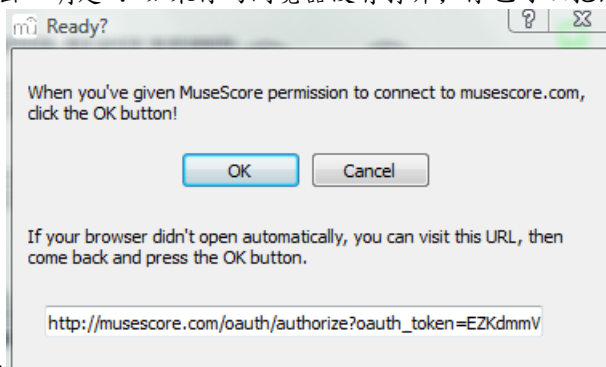 mû Ready?
When you've given MuseScore permission to connect to musescore.com,
click the OK button!
OK Cancel
If your browser didn't open automatically, you can visit this URL, then
come back and press the OK button.
http://musescore.com/oauth/authorize?oauth_token=EZKdmmV